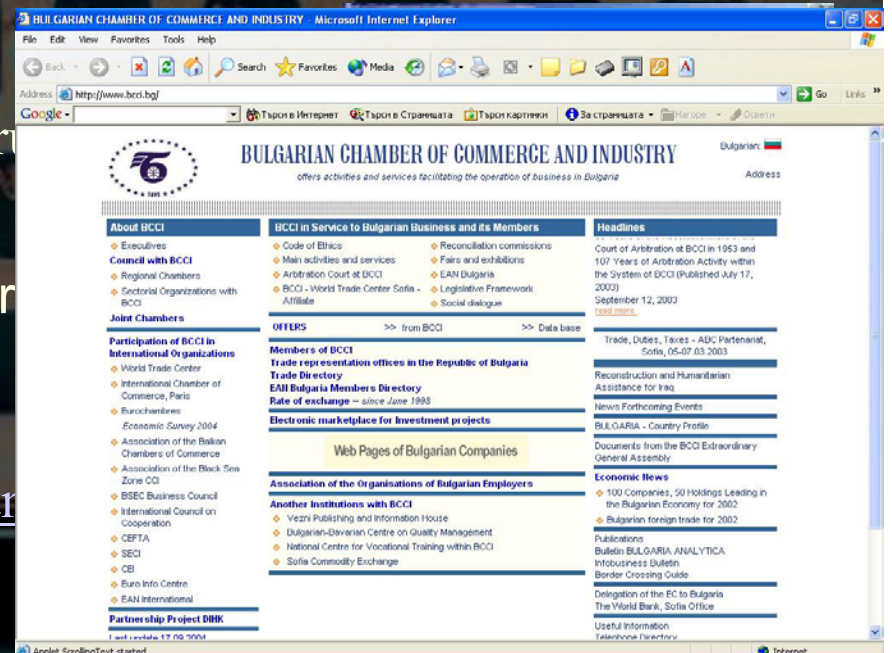 BULGARIAN CHAMBER OF COMMERCE AND INDUSTRY - Microsoft Internet Explorer
File Edit View Favorites Tools Help
Back Search Favorites Media
Address http://www.bcci.bg/ Go Links
Google Търси в Интернет Търси в Страницата Търси картинки За страницата Нагоре Освети
75
BULGARIAN CHAMBER OF COMMERCE AND INDUSTRY
offers activities and services facilitating the operation of business in Bulgaria
Bulgarian:
Address
About BCCI
Executives
Council with BCCI
Regional Chambers
Sectorial Organizations with
BCCI
Joint Chambers
Participation of BCCI in
International Organizations
World Trade Center
International Chamber of
Commerce, Paris
Eurochambres
Economic Survey 2004
Association of the Balkan
Chambers of Commerce
Association of the Black Sea
Zone CCI
BSEC Business Council
International Council on
Cooperation
CEFTA
SECI
CEI
Euro Info Centre
EAN International
Partnership Project DIHK
Last update 17.09.2004
BCCI in Service to Bulgarian Business and its Members
Code of Ethics
Main activities and services
Arbitration Court at BCCI
BCCI - World Trade Center Sofia -
Affiliate
Reconciliation commissions
Fairs and exhibitions
EAN Bulgaria
Legislative Framework
Social dialogue
OFFERS >> from BCCI >> Data base
Members of BCCI
Trade representation offices in the Republic of Bulgaria
Trade Directory
EAN Bulgaria Members Directory
Rate of exchange – since June 1998
Electronic marketplace for Investment projects
Web Pages of Bulgarian Companies
Association of the Organisations of Bulgarian Employers
Another Institutions with BCCI
Vezni Publishing and Information House
Bulgarian-Bavarian Centre on Quality Management
National Centre for Vocational Training within BCCI
Sofia Commodity Exchange
Headlines
Court of Arbitration at BCCI in 1953 and
107 Years of Arbitration Activity within
the System of BCCI (Published July 17,
2003)
September 12, 2003
read more
Trade, Duties, Taxes - ABC Partenariat,
Sofia, 05-07.03.2003
Reconstruction and Humanitarian
Assistance for Iraq
News Forthcoming Events
BULGARIA - Country Profile
Documents from the BCCI Extraordinary
General Assembly
Economic News
100 Companies, 50 Holdings Leading in
the Bulgarian Economy for 2002
Bulgarian foreign trade for 2002
Publications
Bulletin BULGARIA ANALYTICA
Infobusiness Bulletin
Border Crossing Guide
Delegation of the EC to Bulgaria
The World Bank, Sofia Office
Useful Information
Telephone Directory
Applet ScrollingText started Internet